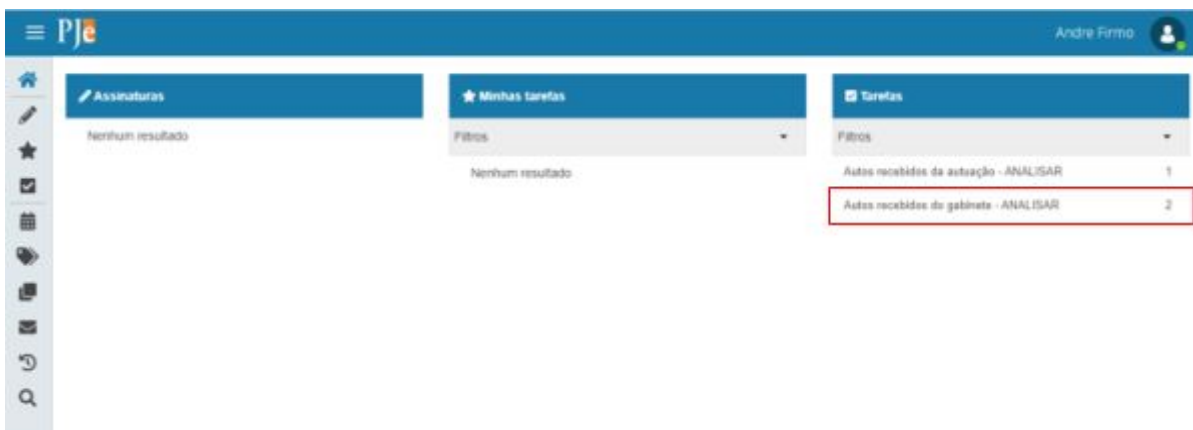 PJe
Andre Firmo
Assinaturas
Nenhum resultado
Minhas tarefas
Filtros
Nenhum resultado
Tarefas
Filtros
Autos recebidos da autuação - ANALISAR 1
Autos recebidos do gabinete - ANALISAR 2